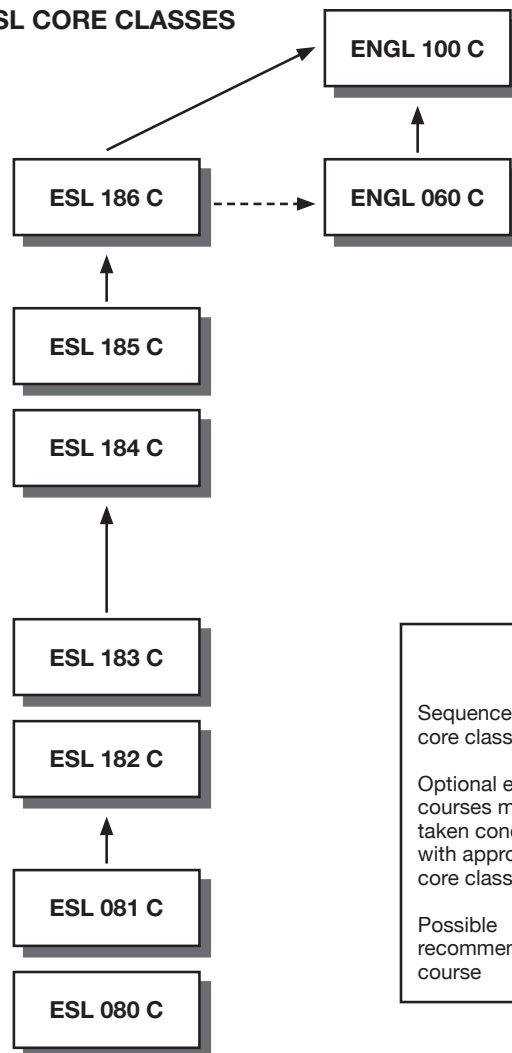 SL CORE CLASSES
ENGL 100 C
ESL 186 C
ENGL 060 C
ESL 185 C
ESL 184 C
ESL 183 C
ESL 182 C
ESL 081 C
ESL 080 C
Sequence
core class
Optional e
courses m
taken conc
with appro
core class
Possible
recommen
course